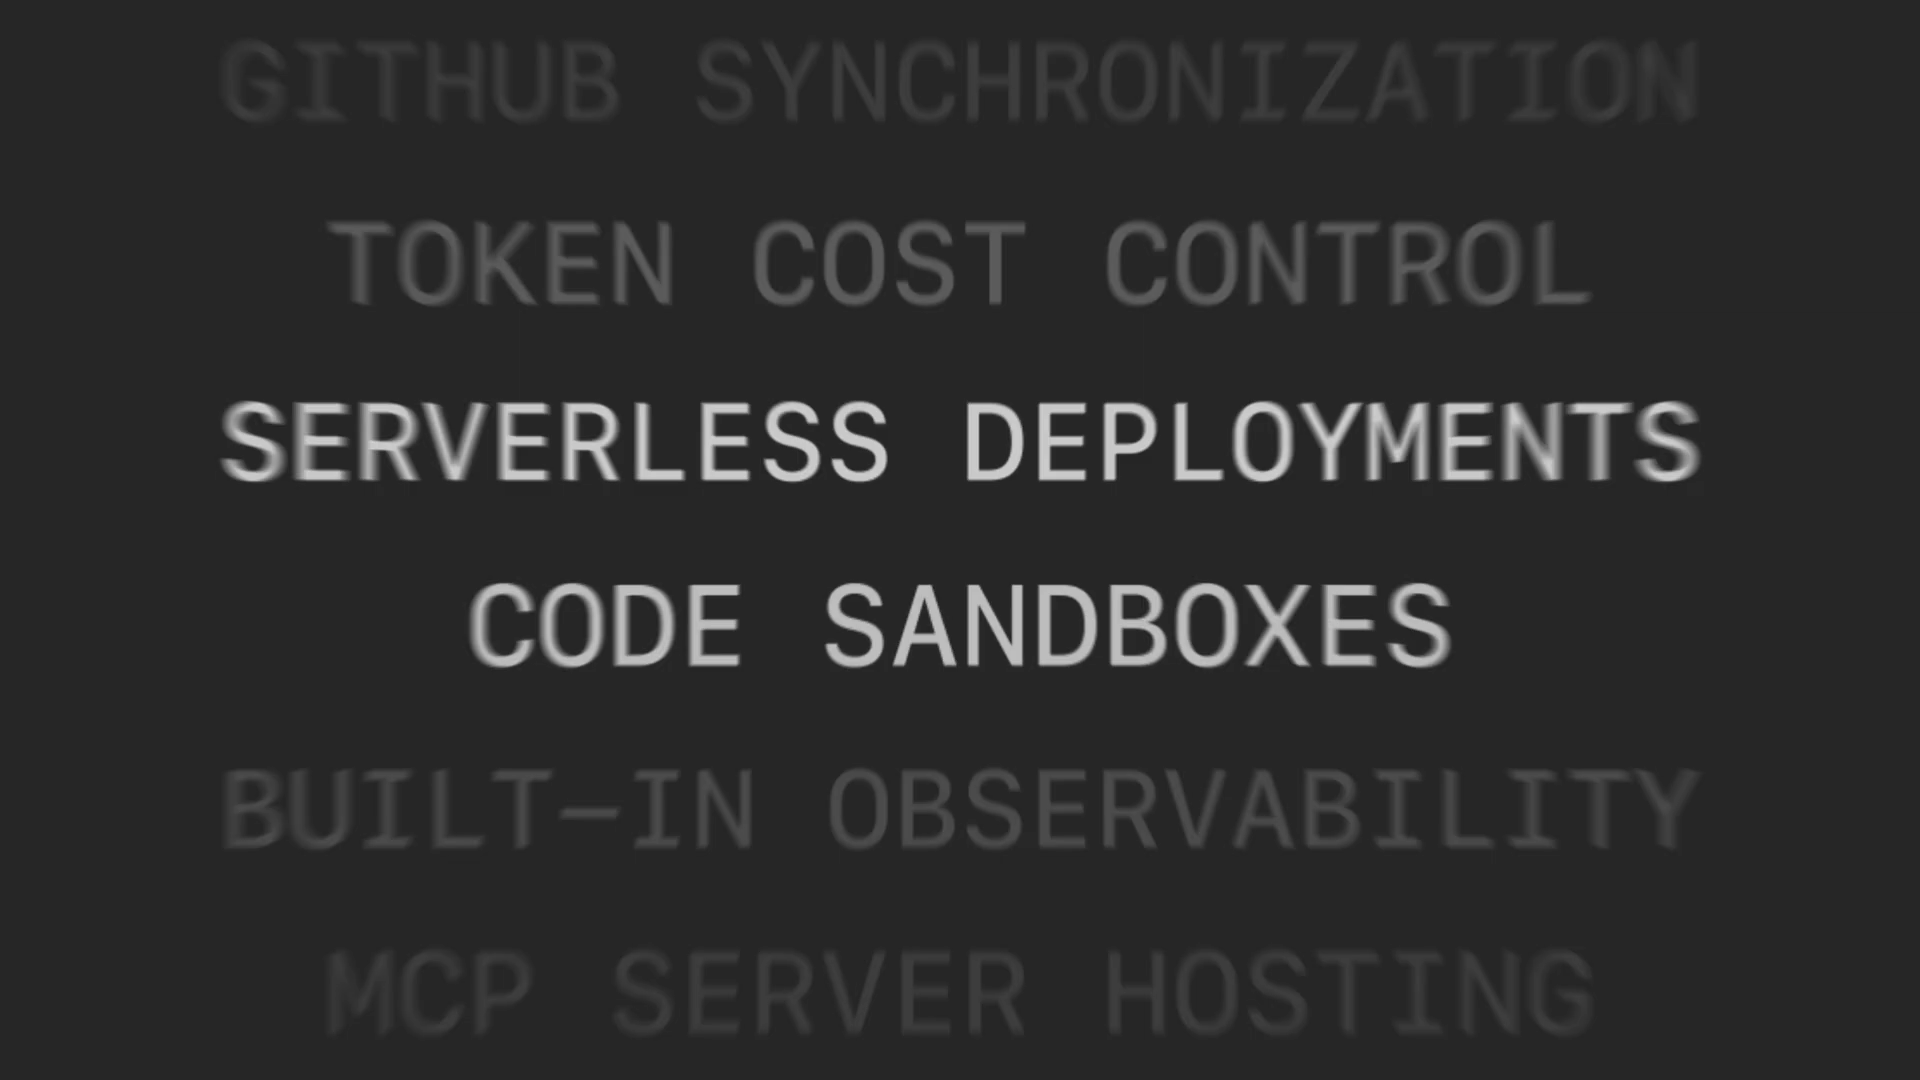 GITHUB SYNCHRONIZATION
TOKEN COST CONTROL
SERVERLESS DEPLOYMENTS
CODE SANDBOXES
BUILT-IN OBSERVABILITY
MCP SERVER HOSTING